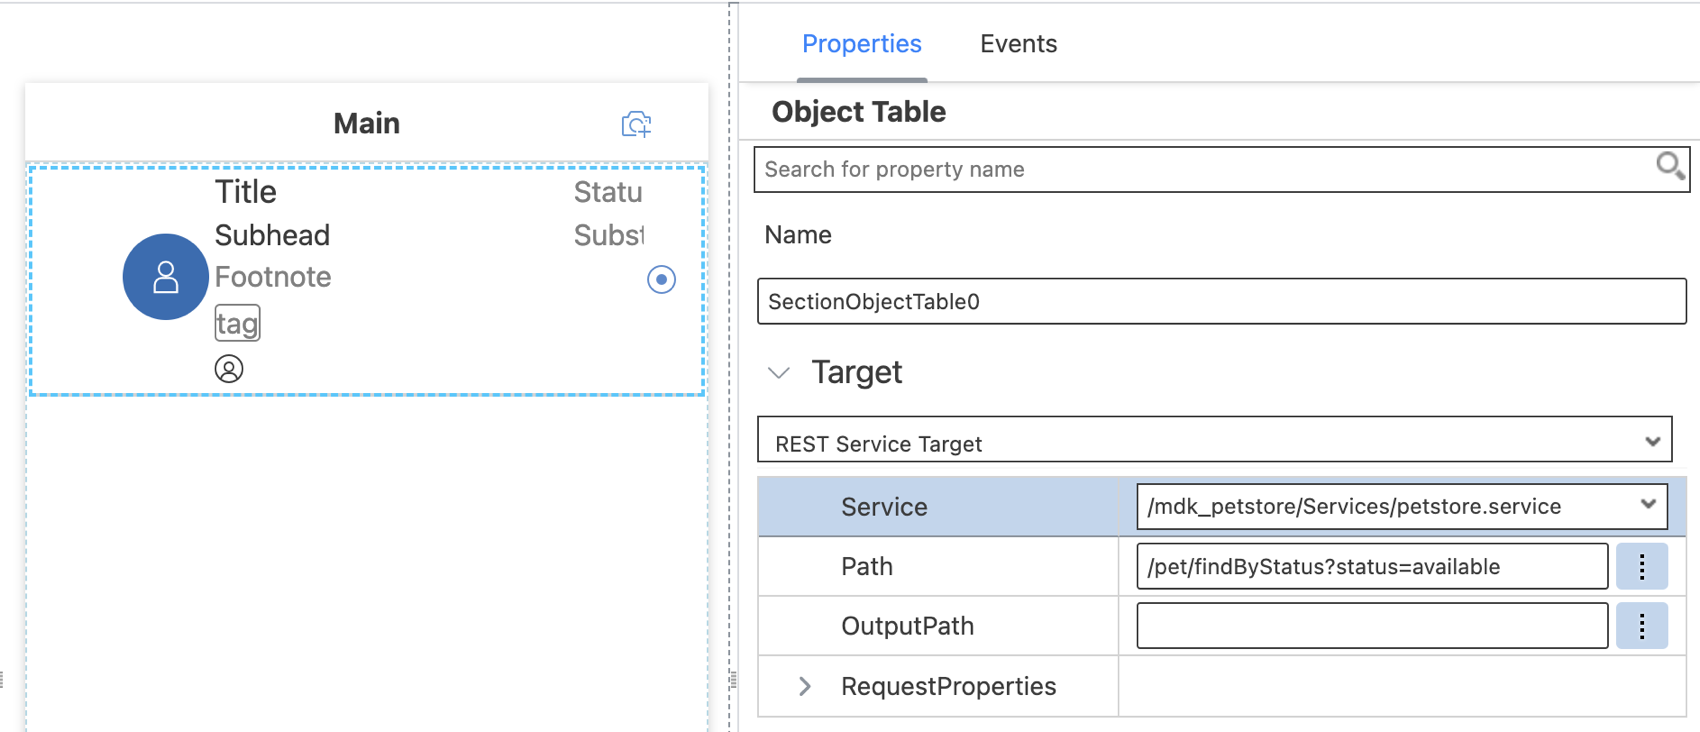 Main
Title
Statu
Subhead
Subst
Footnote
tag
Properties
Events
Object Table
Search for property name
Name
SectionObjectTable0
Target
REST Service Target
Service
/mdk_petstore/Services/petstore.service
Path
/pet/findByStatus?status=available
OutputPath
RequestProperties